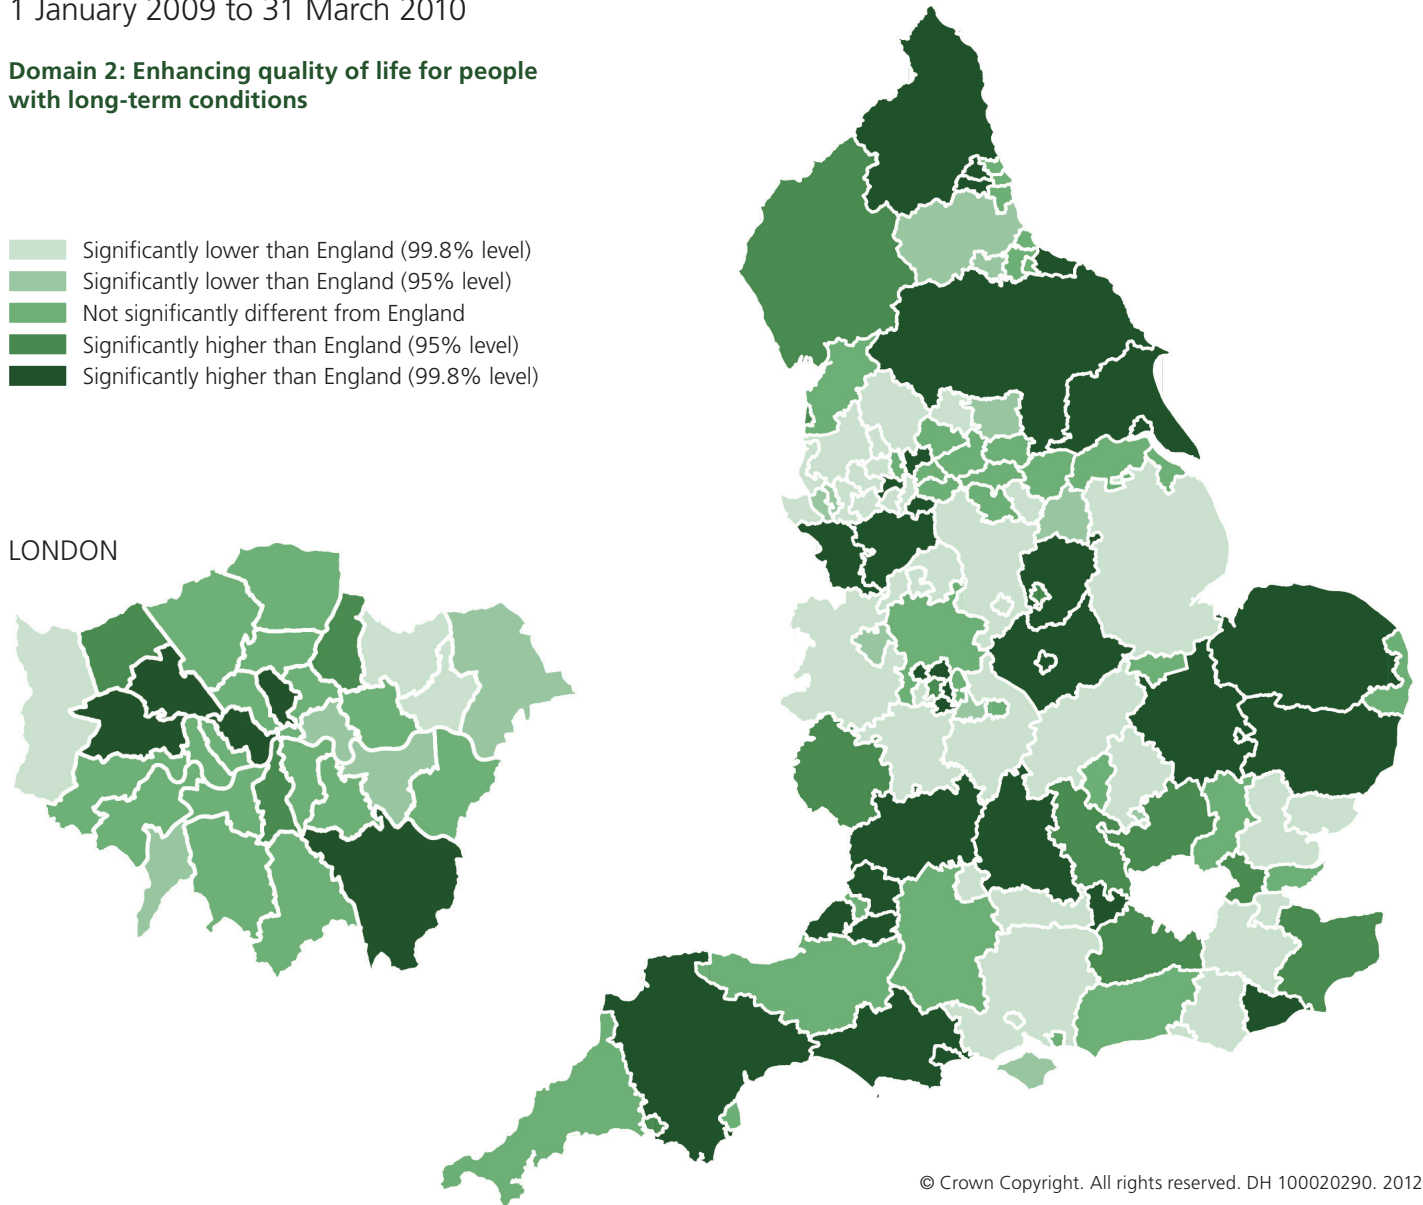 1 January 2009 to 31 March 2010
Domain 2: Enhancing quality of life for people
with long-term conditions
Significantly lower than England (99.8% level)
Significantly lower than England (95% level)
Not significantly different from England
Significantly higher than England (95% level)
Significantly higher than England (99.8% level)
LONDON
© Crown Copyright. All rights reserved. DH 100020290. 2012